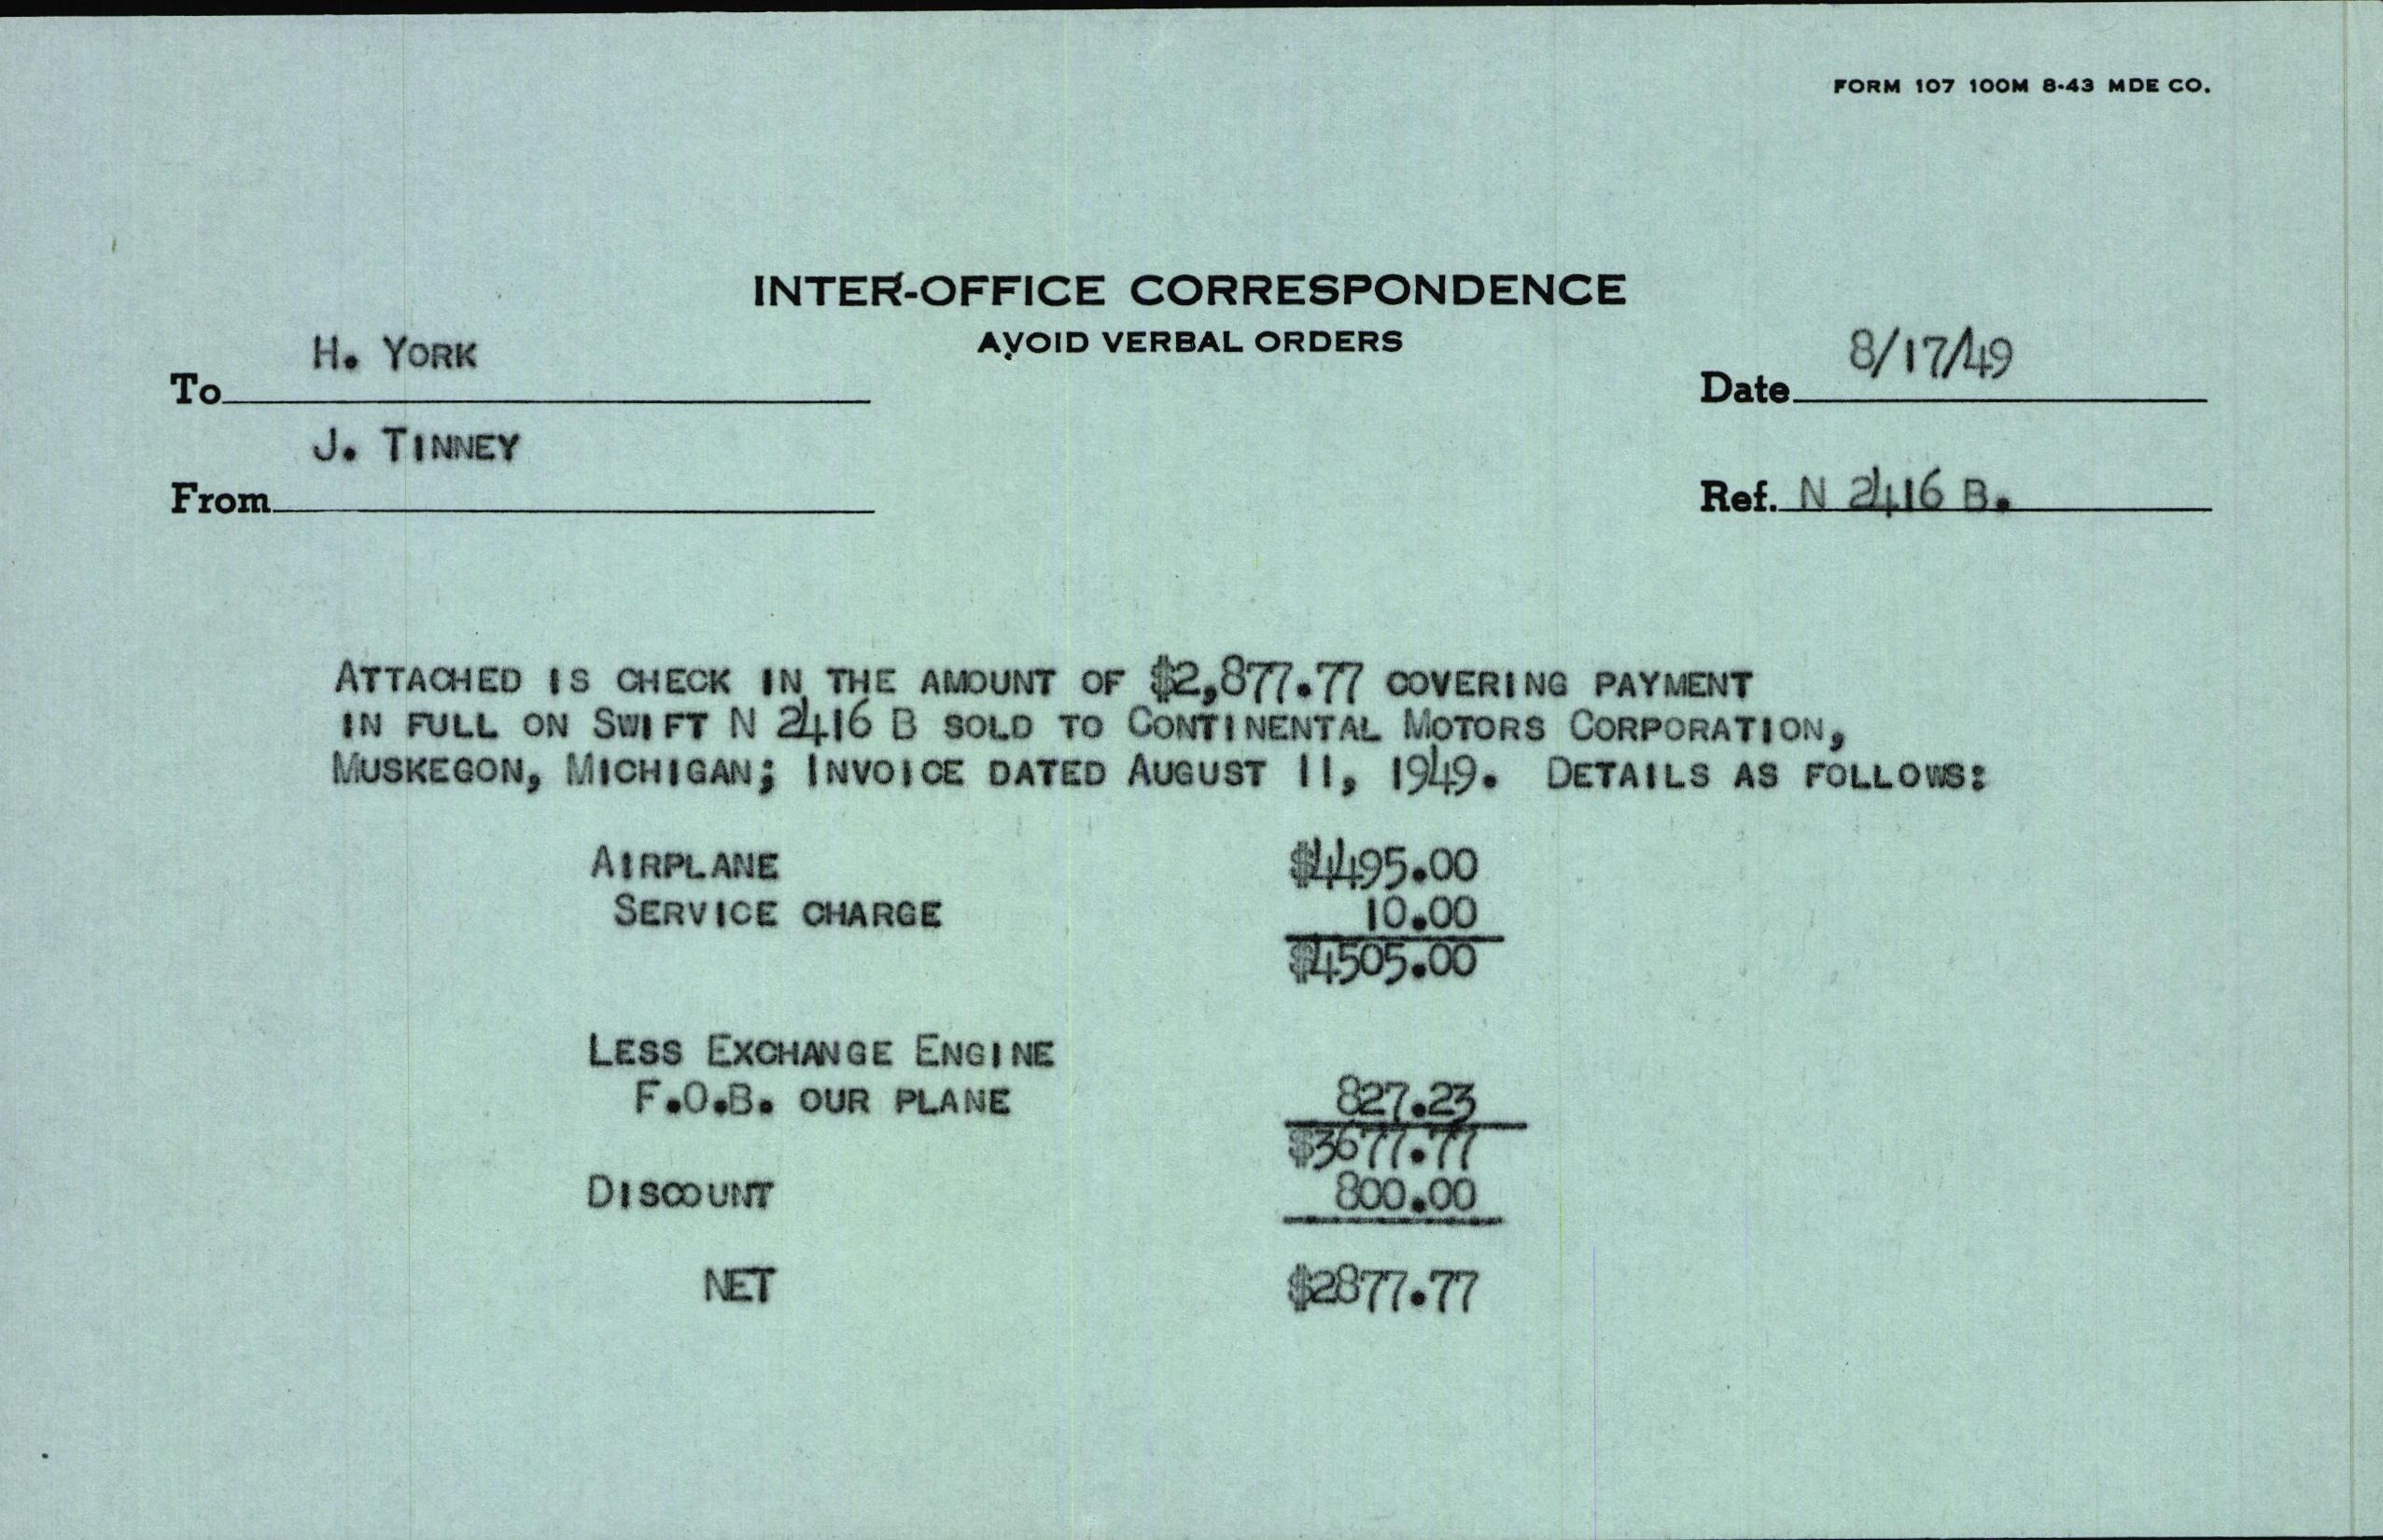 FORM 107 100M 8-43 MDE CO.
INTER-OFFICE CORRESPONDENCE
AVOID VERBAL ORDERS
To H. YORK
Date 8/17/49
From J. TINNEY
Ref. N 2416 B.
ATTACHED IS CHECK IN THE AMOUNT OF $2,877.77 COVERING PAYMENT
IN FULL ON SWIFT N 2416 B SOLD TO CONTINENTAL MOTORS CORPORATION,
MUSKEGON, MICHIGAN; INVOICE DATED AUGUST 11, 1949. DETAILS AS FOLLOWS:
AIRPLANE $4495.00
SERVICE CHARGE 10.00
$4505.00
LESS EXCHANGE ENGINE
F.O.B. OUR PLANE 827.23
$3677.77
DISCOUNT 800.00
NET $2877.77